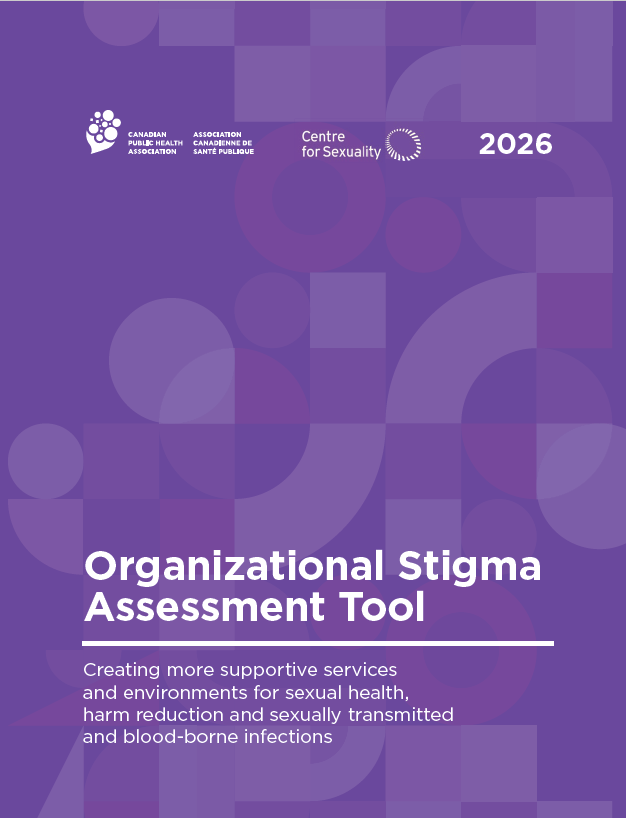 CANADIAN
PUBLIC HEALTH
ASSOCIATION
ASSOCIATION
CANADIENNE DE
SANTÉ PUBLIQUE
Centre
for Sexuality
2026
Organizational Stigma
Assessment Tool
Creating more supportive services
and environments for sexual health,
harm reduction and sexually transmitted
and blood-borne infections